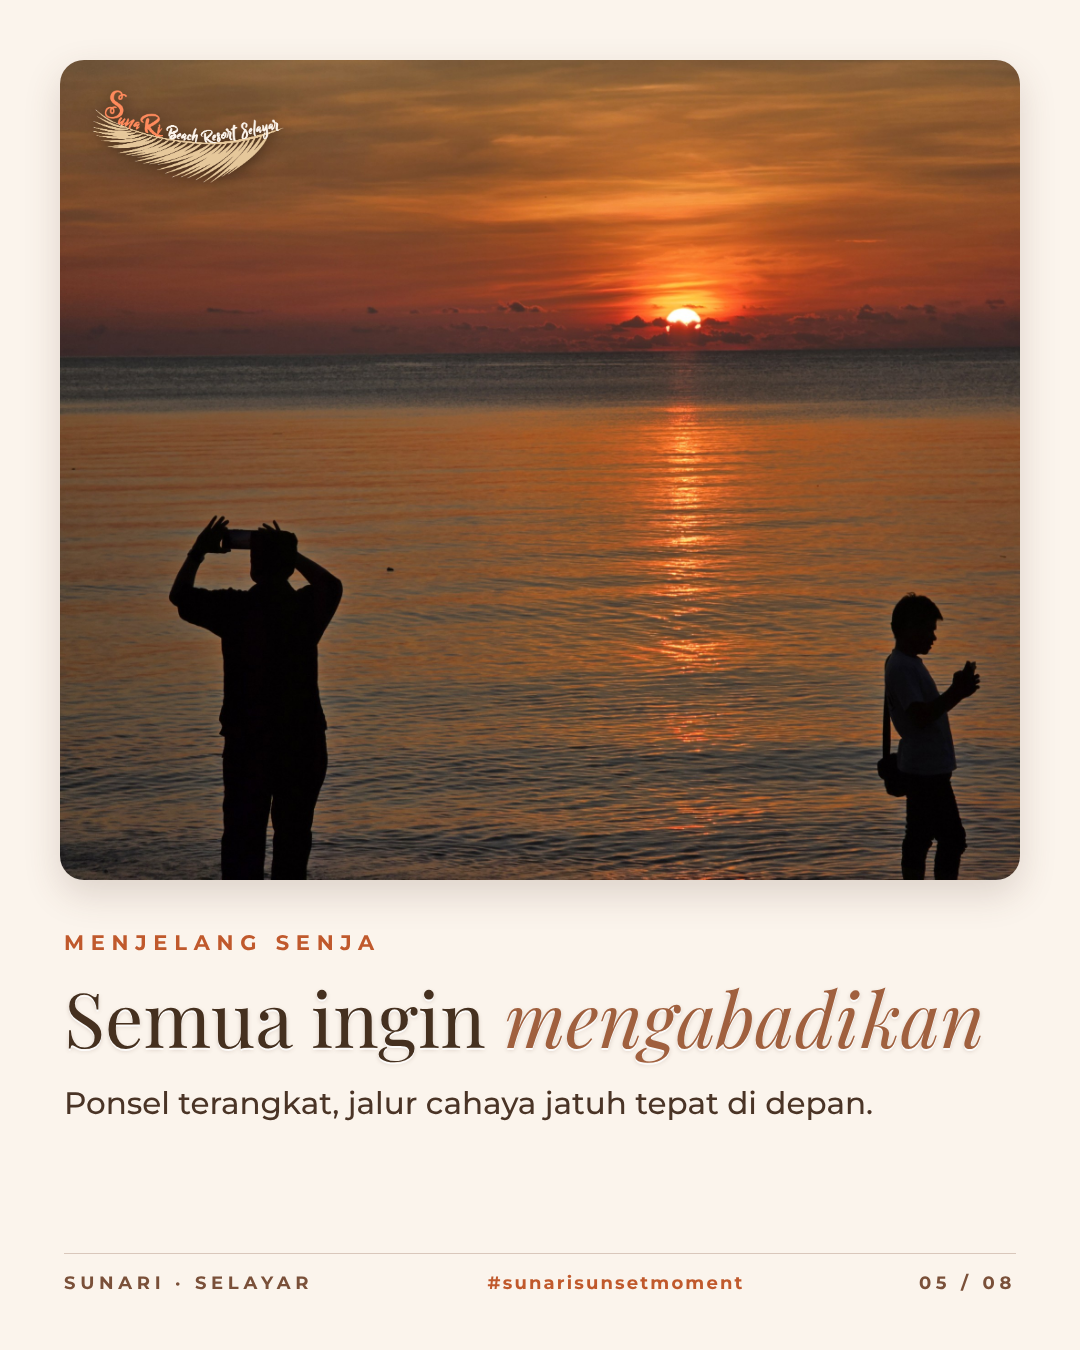 SunaRi Beach Resort Selayar
MENJELANG SENJA
Semua ingin mengabadikan
Ponsel terangkat, jalur cahaya jatuh tepat di depan.
SUNARI · SELAYAR
#sunarisunsetmoment
05 / 08